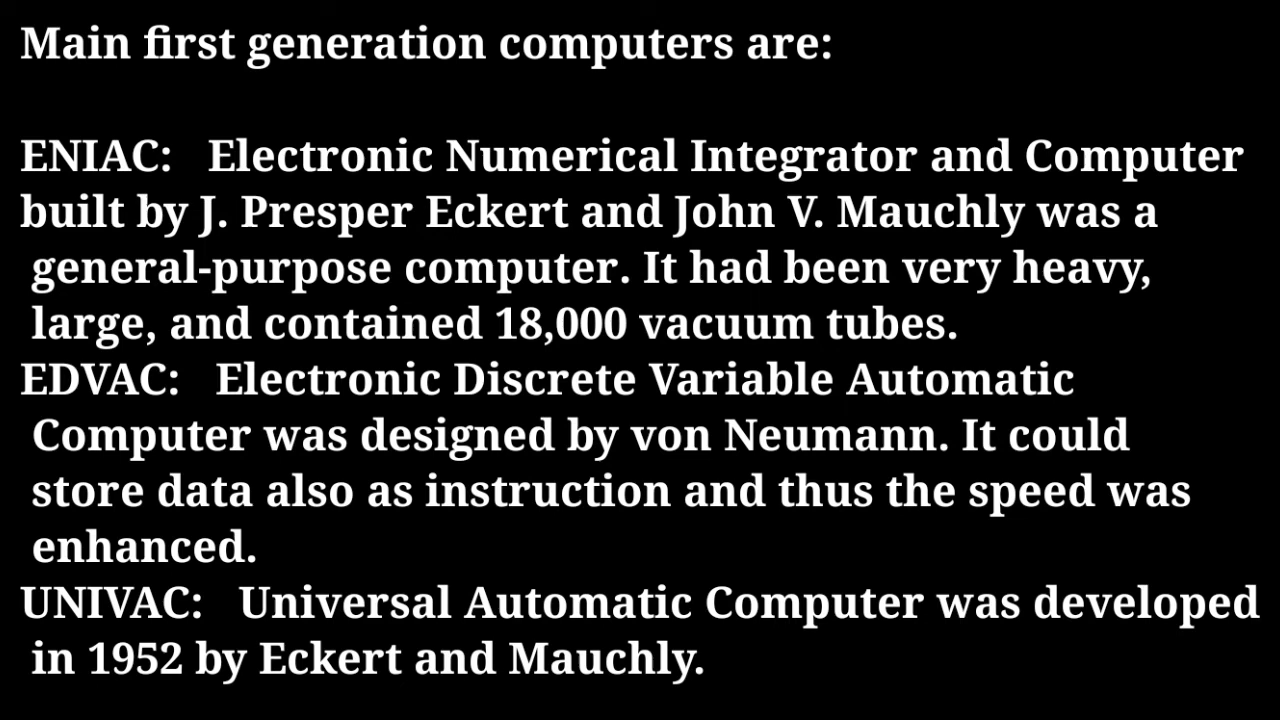 Main first generation computers are:
ENIAC: Electronic Numerical Integrator and Computer
built by J. Presper Eckert and John V. Mauchly was a
general-purpose computer. It had been very heavy,
large, and contained 18,000 vacuum tubes.
EDVAC: Electronic Discrete Variable Automatic
Computer was designed by von Neumann. It could
store data also as instruction and thus the speed was
enhanced.
UNIVAC: Universal Automatic Computer was developed
in 1952 by Eckert and Mauchly.